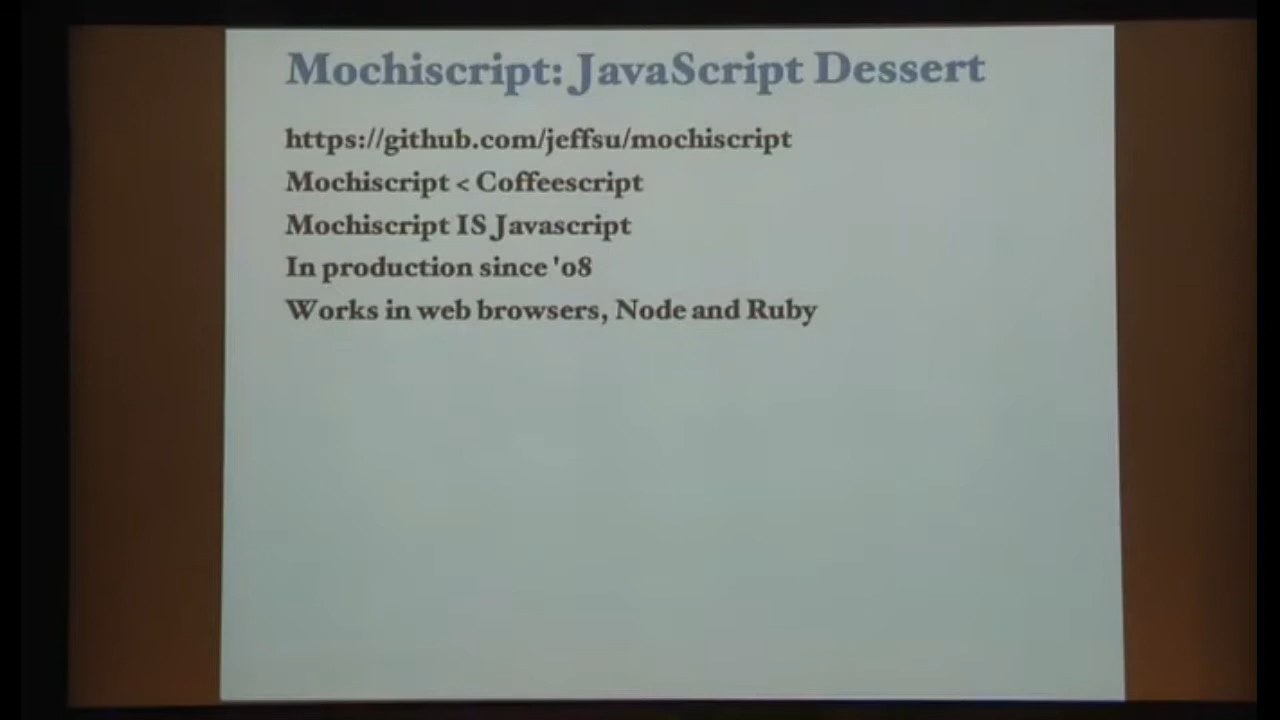 Mochiscript: JavaScript Dessert
https://github.com/jeffsu/mochiscript
Mochiscript < Coffeescript
Mochiscript IS Javascript
In production since '08
Works in web browsers, Node and Ruby